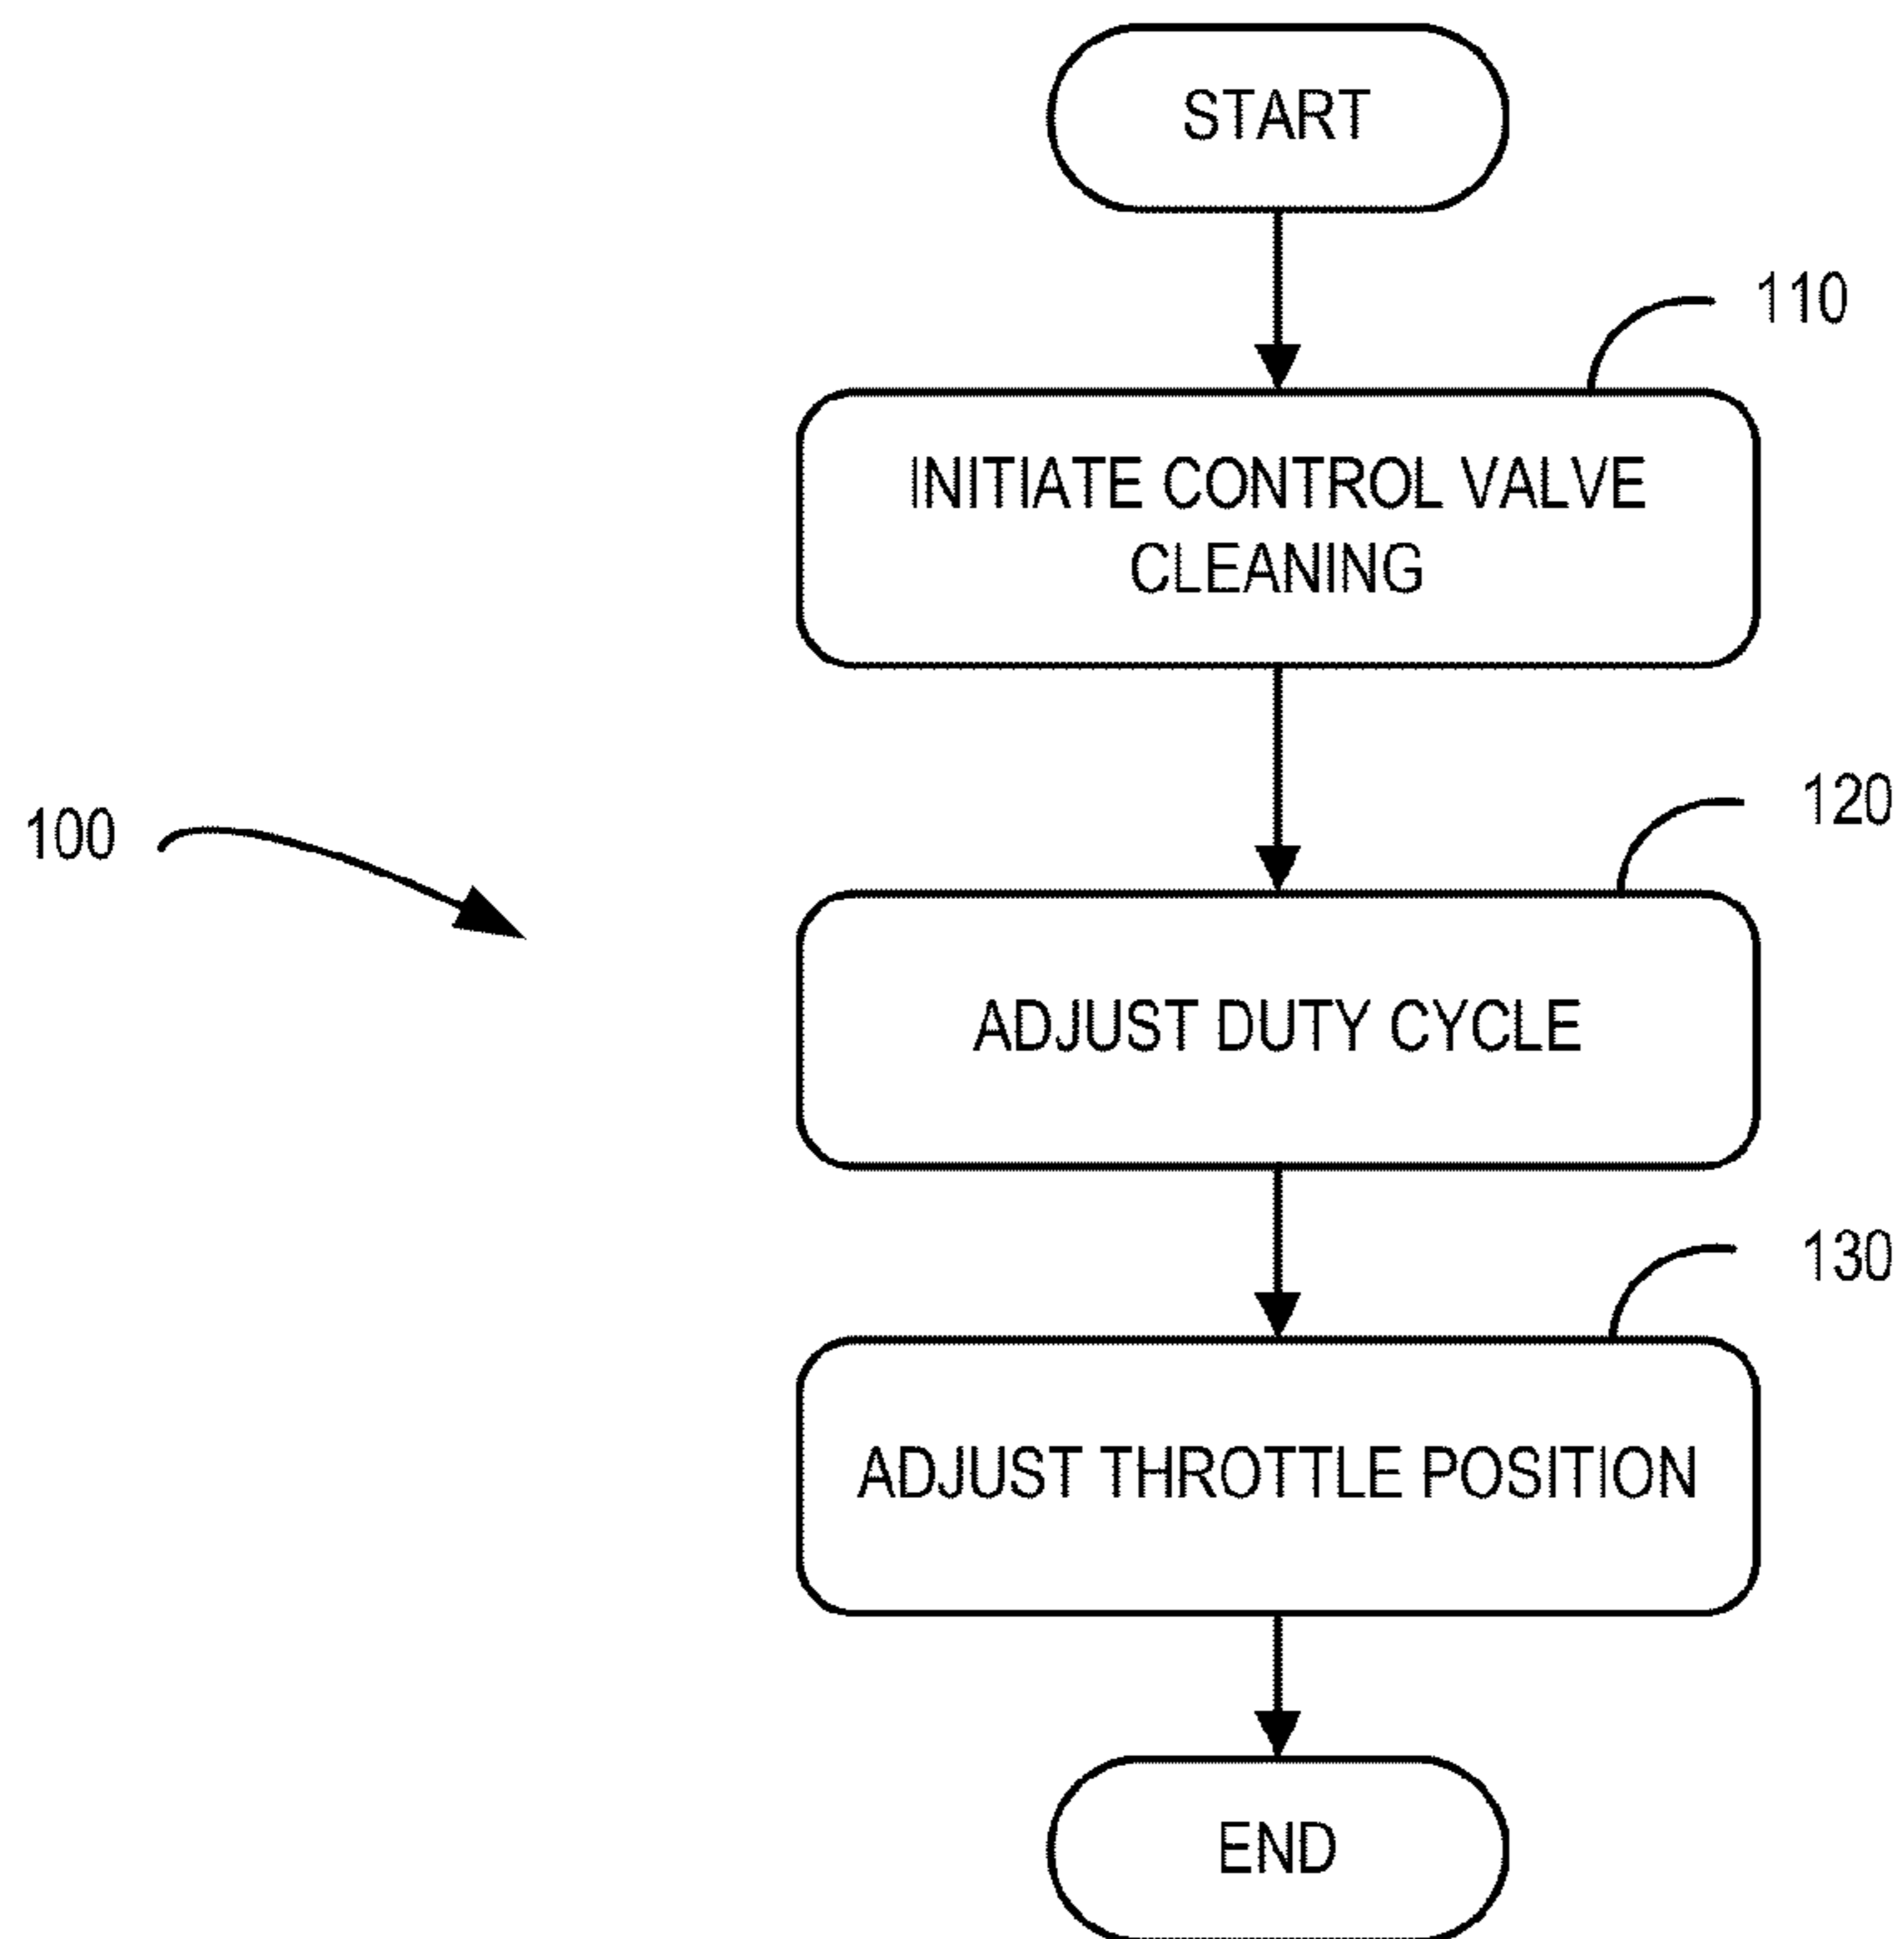 START
110
INITIATE CONTROL VALVE
CLEANING
120
100
ADJUST DUTY CYCLE
130
ADJUST THROTTLE POSITION
END